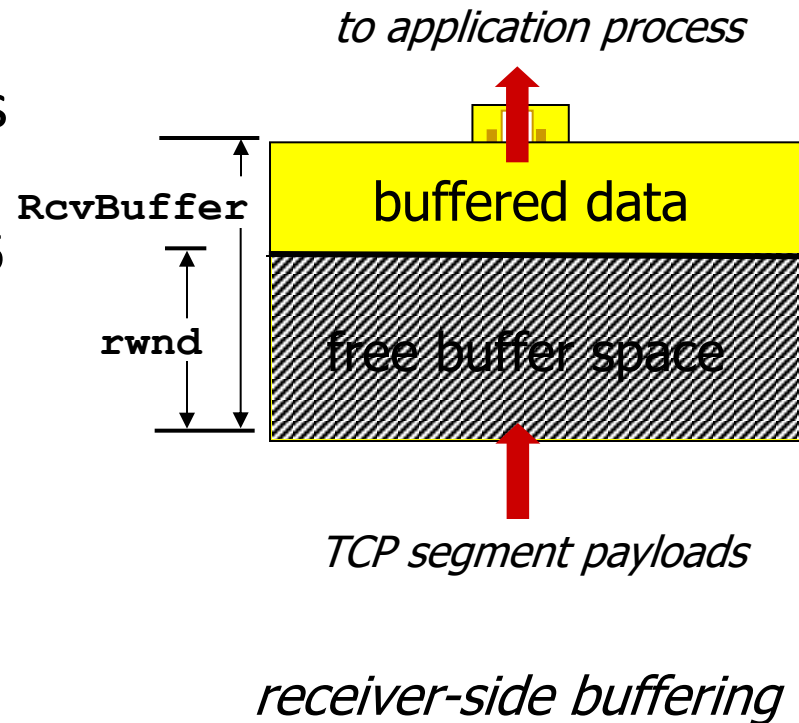 to application process
s
RcvBuffer
buffered data
s
rwnd
free buffer space
TCP segment payloads
receiver-side buffering